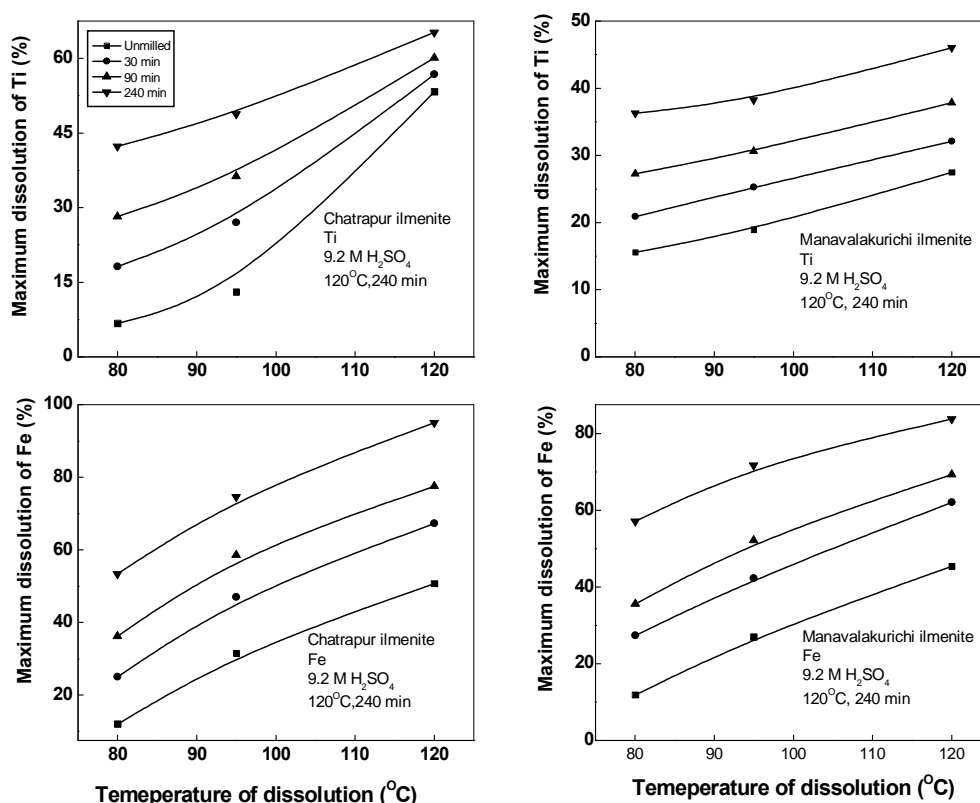 Maximum dissolution of Ti (%)
60
45
30
15
0
Unmilled
30 min
90 min
240 min
Chatrapur ilmenite
Ti
9.2 M H₂SO₄
120°C,240 min
80 90 100 110 120
Maximum dissolution of Ti (%)
50
40
30
20
10
0
Manavalakurichi ilmenite
Ti
9.2 M H₂SO₄
120°C, 240 min
80 90 100 110 120
Maximum dissolution of Fe (%)
100
80
60
40
20
Chatrapur ilmenite
Fe
9.2 M H₂SO₄
120°C,240 min
80 90 100 110 120
Temeperature of dissolution (°C)
Maximum dissolution of Fe (%)
80
60
40
20
0
Manavalakurichi ilmenite
Fe
9.2 M H₂SO₄
120°C, 240 min
80 90 100 110 120
Temeperature of dissolution (°C)